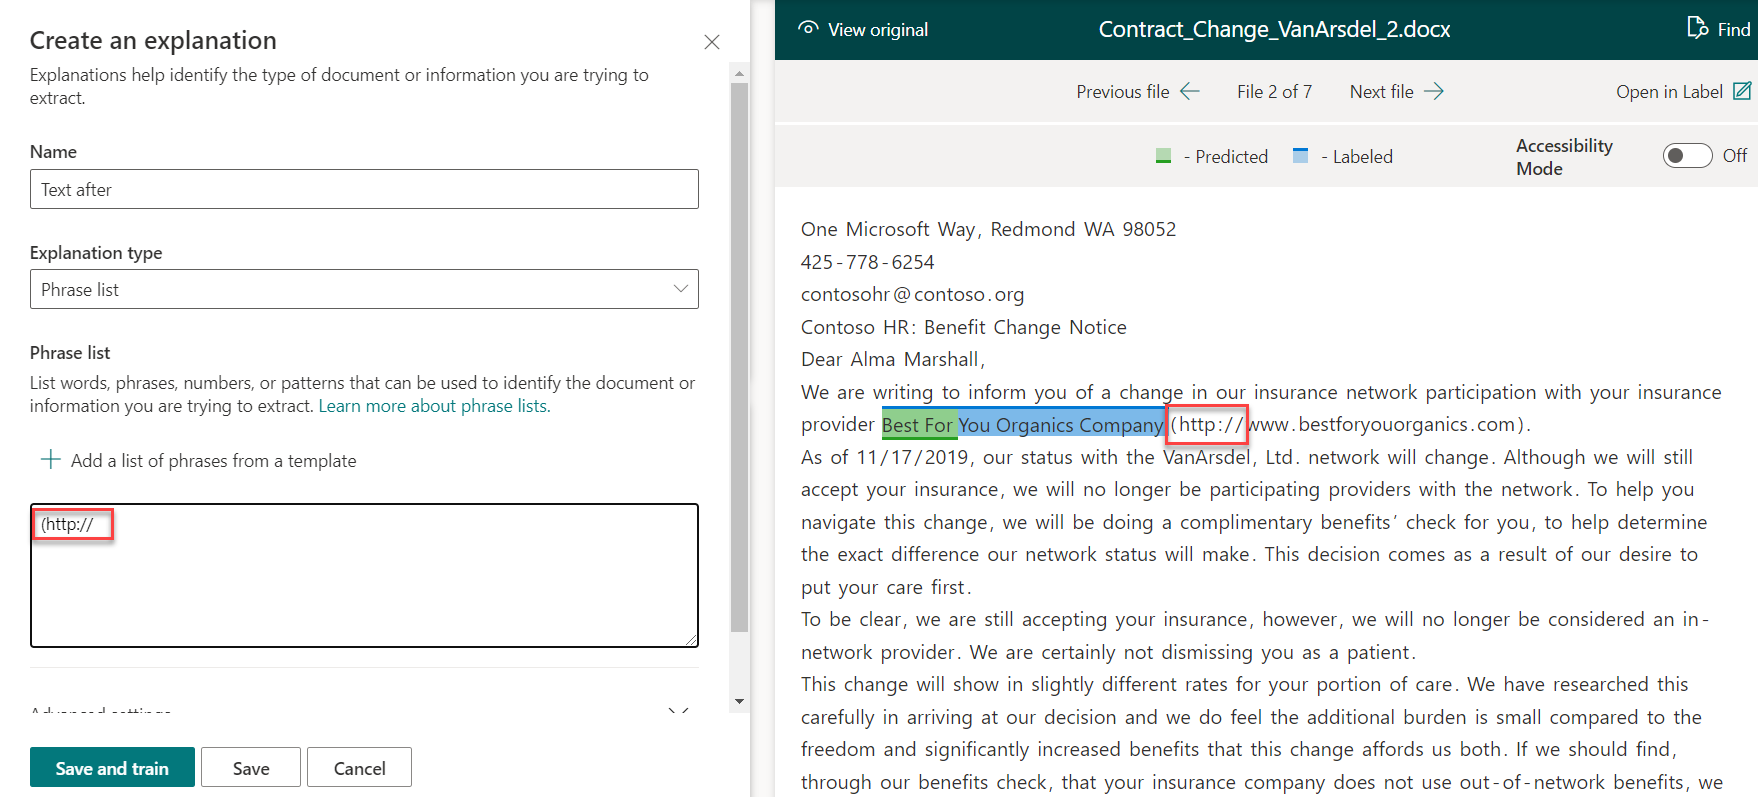 Create an explanation
Explanations help identify the type of document or information you are trying to
extract.
Name
Text after
Explanation type
Phrase list
Phrase list
List words, phrases, numbers, or patterns that can be used to identify the document or
information you are trying to extract. Learn more about phrase lists.
Add a list of phrases from a template
(http://
Advanced settings
Save and train
Save
Cancel
View original
Contract_Change_VanArsdel_2.docx
Find
Previous file
File 2 of 7
Next file
Open in Label
- Predicted
- Labeled
Accessibility
Mode
Off
One Microsoft Way, Redmond WA 98052
425-778-6254
contosohr@contoso.org
Contoso HR: Benefit Change Notice
Dear Alma Marshall,
We are writing to inform you of a change in our insurance network participation with your insurance
provider Best For You Organics Company (http://www.bestforyouorganics.com).
As of 11/17/2019, our status with the VanArsdel, Ltd. network will change. Although we will still
accept your insurance, we will no longer be participating providers with the network. To help you
navigate this change, we will be doing a complimentary benefits’ check for you, to help determine
the exact difference our network status will make. This decision comes as a result of our desire to
put your care first.
To be clear, we are still accepting your insurance, however, we will no longer be considered an in-
network provider. We are certainly not dismissing you as a patient.
This change will show in slightly different rates for your portion of care. We have researched this
carefully in arriving at our decision and we do feel the additional burden is small compared to the
freedom and significantly increased benefits that this change affords us both. If we should find,
through our benefits check, that your insurance company does not use out-of-network benefits, we